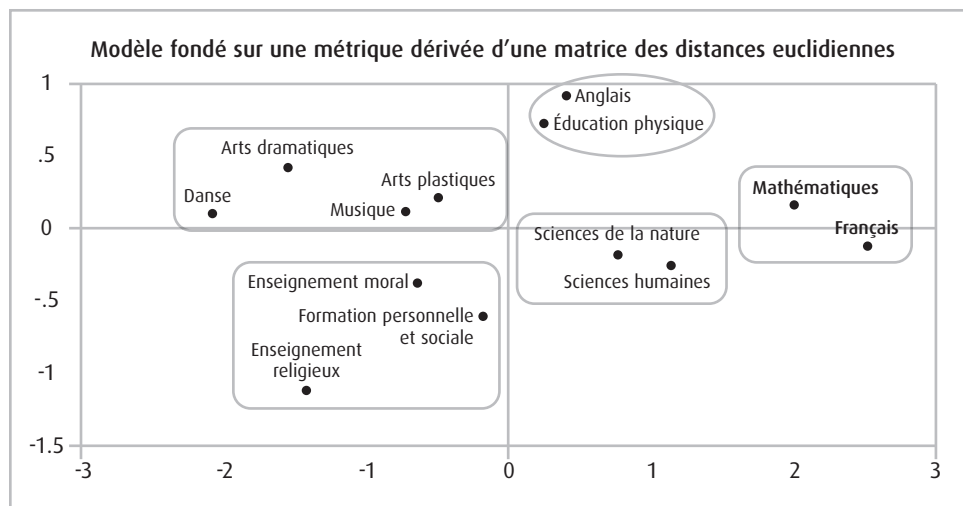 Modèle fondé sur une métrique dérivée d’une matrice des distances euclidiennes
1
Anglais
Éducation physique
.5
Arts dramatiques
Arts plastiques
Mathématiques
Danse
Musique
0
Français
Sciences de la nature
Sciences humaines
Enseignement moral
-.5
Formation personnelle
et sociale
Enseignement
religieux
-1
-1.5
-3 -2 -1 0 1 2 3